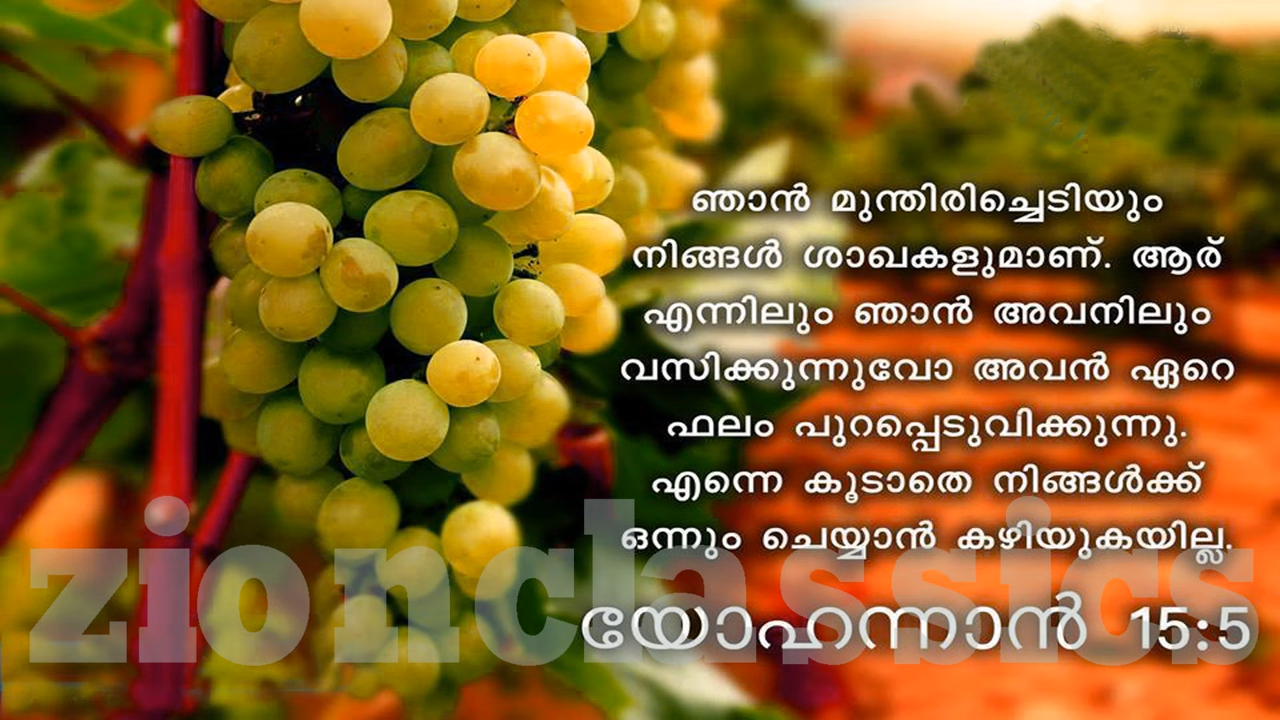 ഞാൻ മുന്തിരിച്ചെടിയും
നിങ്ങൾ ശാഖകളുമാണ്. ആര്
എന്നിലും ഞാൻ അവനിലും
വസിക്കുന്നുവോ അവൻ ഏറെ
ഫലം പുറപ്പെടുവിക്കുന്നു.
എന്നെ കൂടാതെ നിങ്ങൾക്ക്
ഒന്നും ചെയ്യാൻ കഴിയുകയില്ല.
യോഹന്നാൻ 15:5
zionclassics